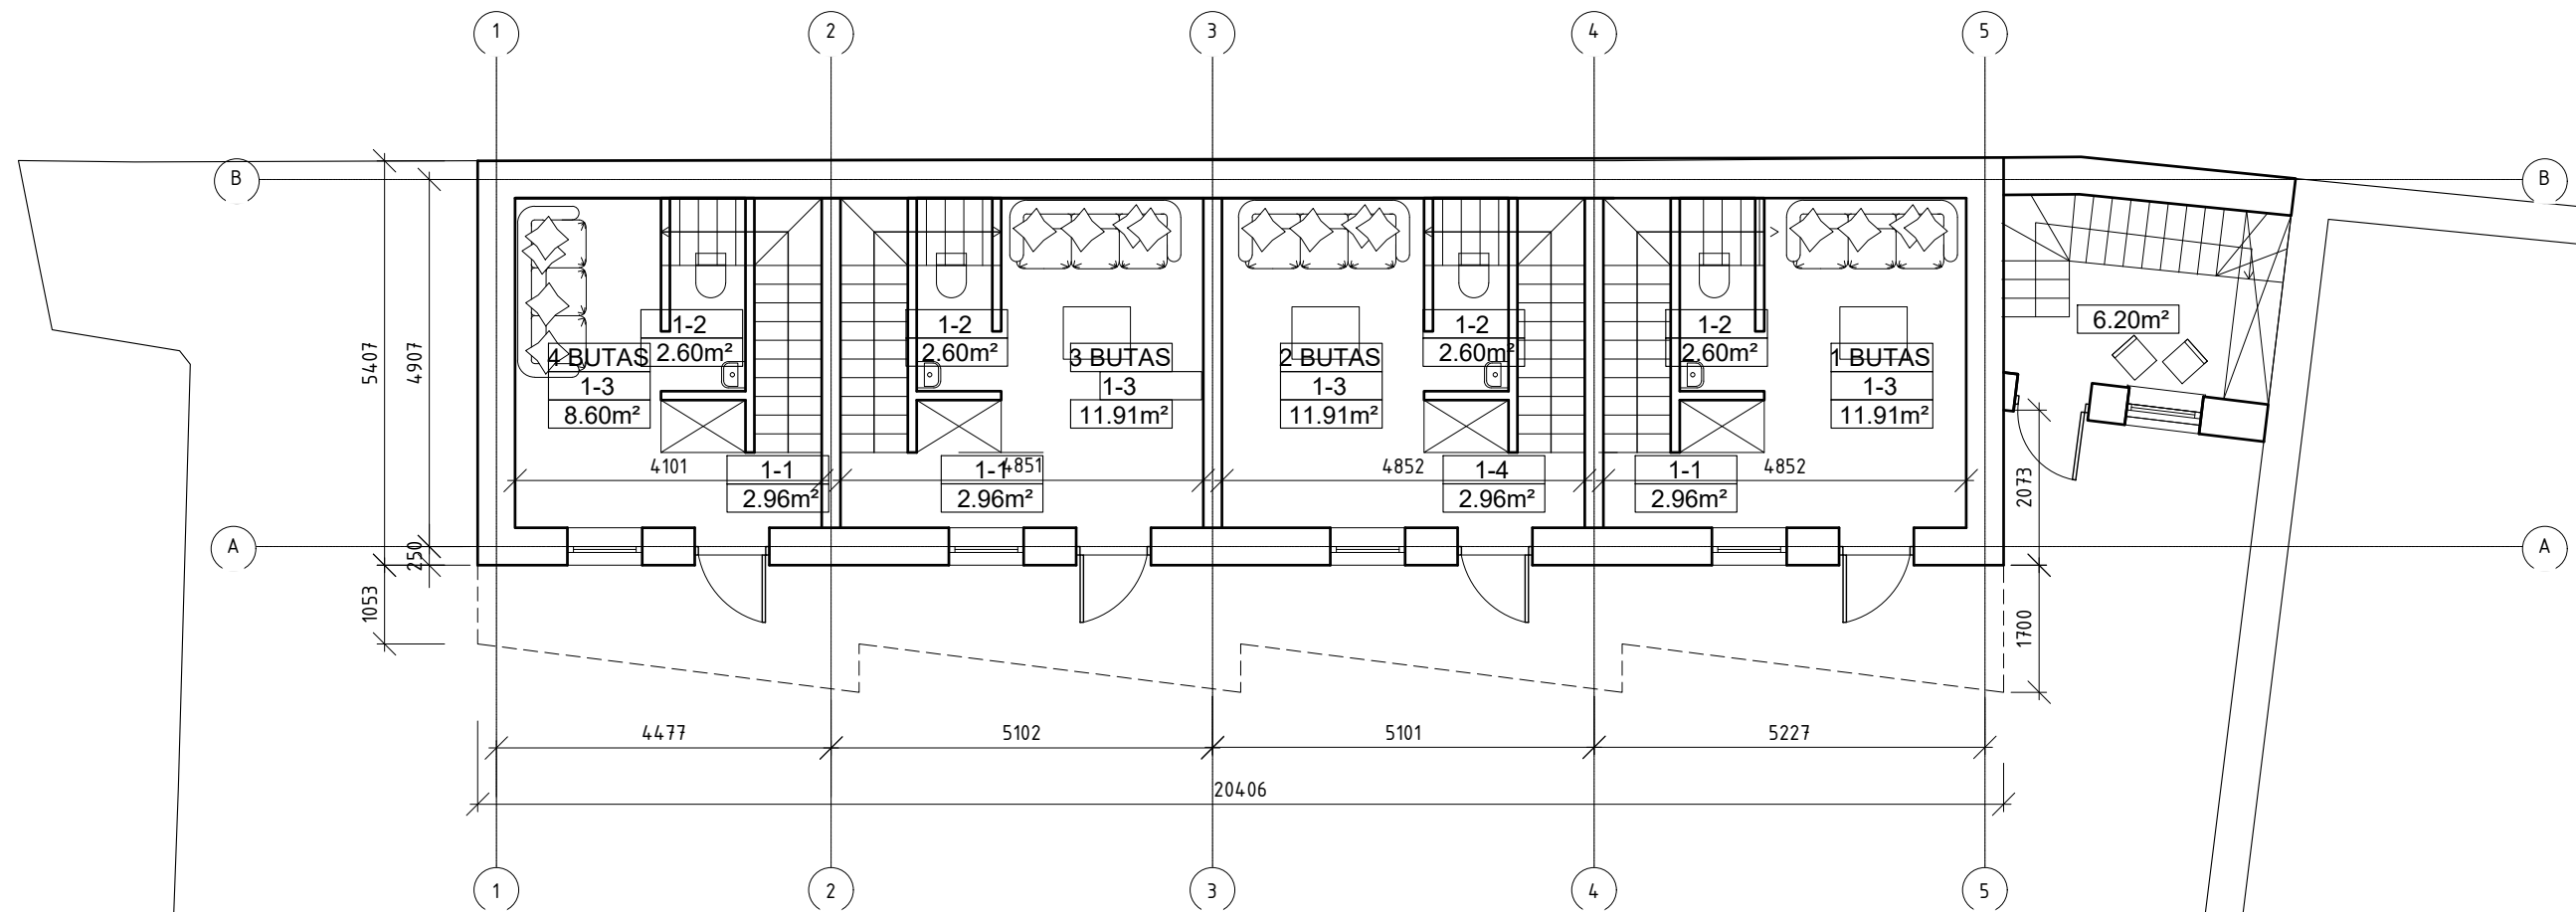 1 2 3 4 5
B B
1-2 1-2 1-2 1-2
2.60m² 2.60m² 2.60m² 2.60m²
6.20m²
4 BUTAS 3 BUTAS 2 BUTAS 1 BUTAS
1-3 1-3 1-3 1-3
8.60m² 11.91m² 11.91m² 11.91m²
5407 4907
4101 4851 4852 4852
1-1 1-1 1-4 1-1
2.96m² 2.96m² 2.96m² 2.96m²
2073
A A
250
1053 1700
4477 5102 5101 5227
20406
1 2 3 4 5